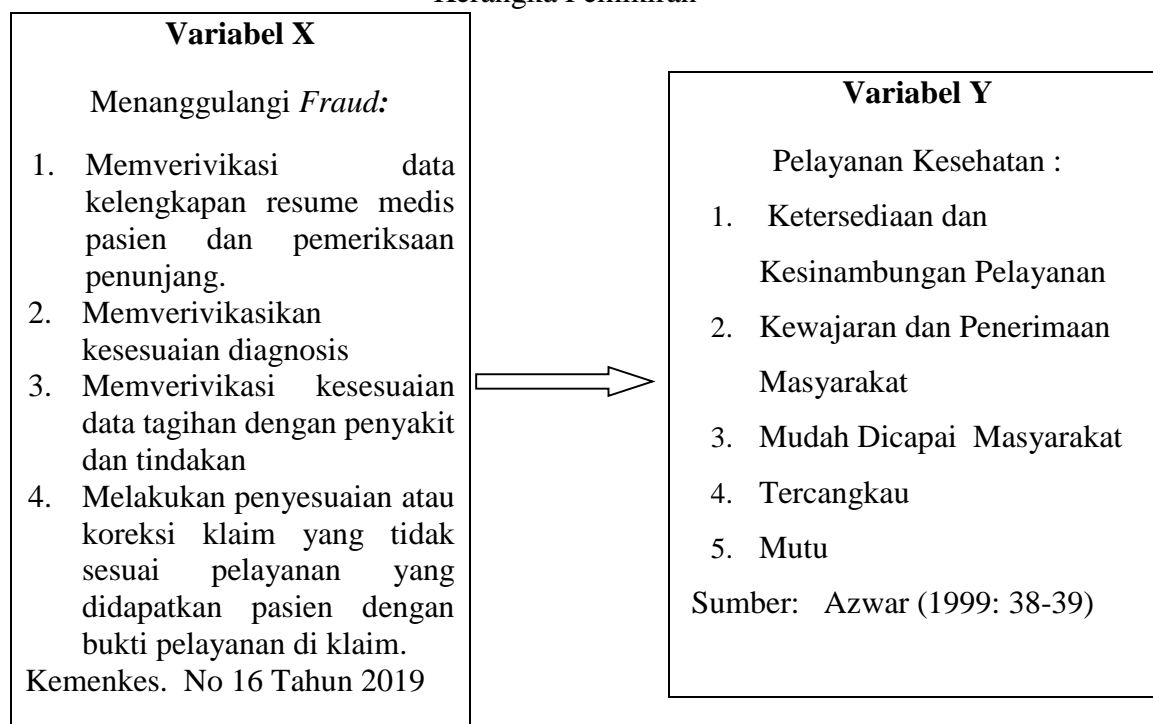 Kerangka Pemikiran
Variabel X
Menanggulangi Fraud:
1. Memverivikasi data
kelengkapan resume medis
pasien dan pemeriksaan
penunjang.
2. Memverivikasikan
kesesuaian diagnosis
3. Memverivikasi kesesuaian
data tagihan dengan penyakit
dan tindakan
4. Melakukan penyesuaian atau
koreksi klaim yang tidak
sesuai pelayanan yang
didapatkan pasien dengan
bukti pelayanan di klaim.
Kemenkes. No 16 Tahun 2019
Variabel Y
Pelayanan Kesehatan :
1. Ketersediaan dan
Kesinambungan Pelayanan
2. Kewajaran dan Penerimaan
Masyarakat
3. Mudah Dicapai Masyarakat
4. Tercangkau
5. Mutu
Sumber: Azwar (1999: 38-39)